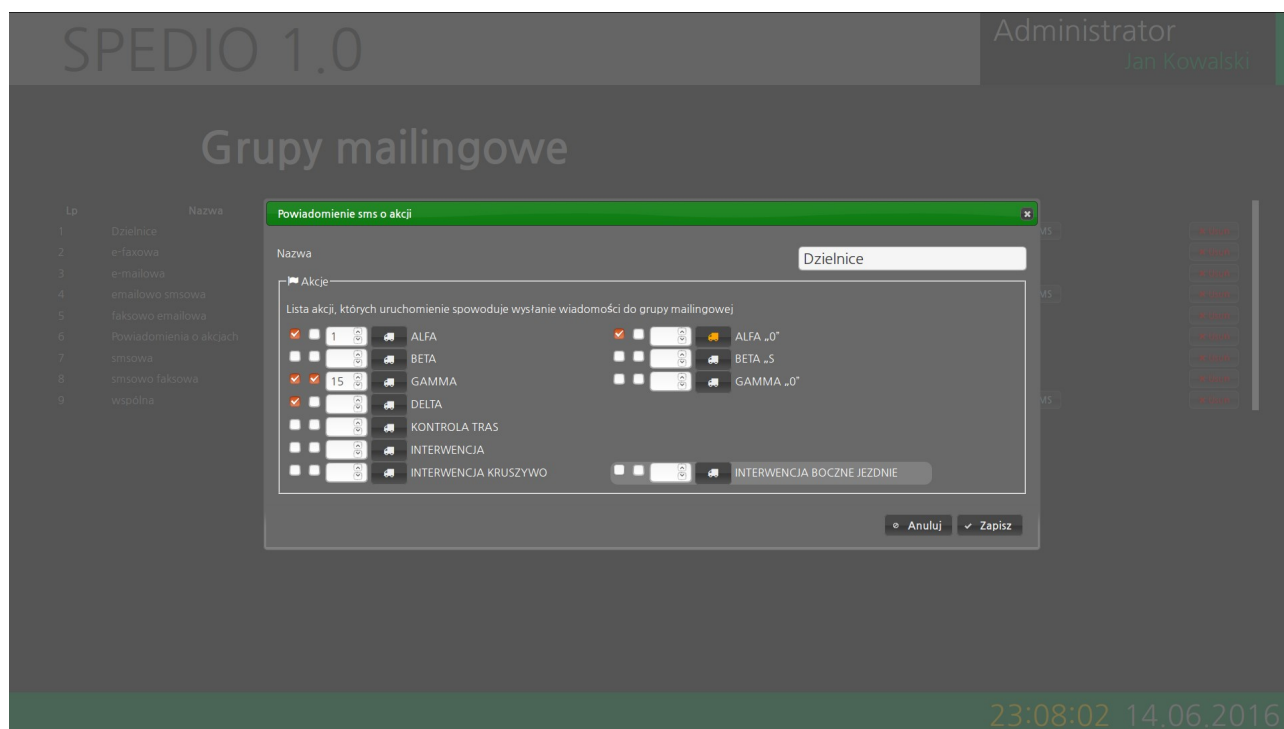 SPEDIO 1.0
Administrator
Jan Kowalski
Grupy mailingowe
Lp Nazwa
1 Dzielnice
2 e-faxowa
3 e-mailowa
4 emailowo smsowa
5 faksowo emailowa
6 Powiadomienia o akcjach
7 smsowa
8 smsowo faksowa
9 wspólna
Powiadomienie sms o akcji
Nazwa Dzielnice
Akcje
Lista akcji, których uruchomienie spowoduje wysłanie wiadomości do grupy mailingowej
1 ALFA ALFA „0"
BETA BETA „S
15 GAMMA GAMMA „0"
DELTA
KONTROLA TRAS
INTERWENCJA
INTERWENCJA KRUSZYWO INTERWENCJA BOCZNE JEZDNIE
Anuluj Zapisz
23:08:02 14.06.2016